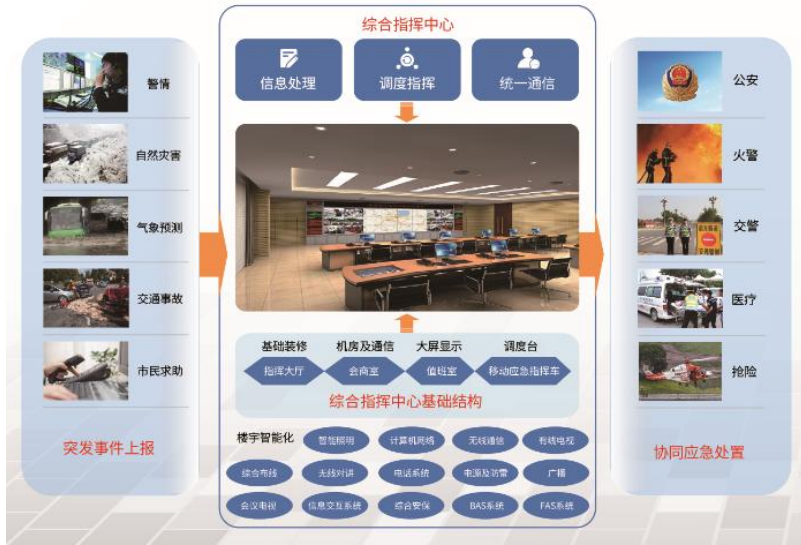 综合指挥中心
信息处理
调度指挥
统一通信
警情
自然灾害
气象预测
交通事故
市民求助
突发事件上报
基础装修
机房及通信
大屏显示
调度台
指挥大厅
会商室
值班室
移动应急指挥车
综合指挥中心基础结构
楼宇智能化
智能照明
计算机网络
无线通信
有线电视
综合布线
无线对讲
电话系统
电源及防雷
广播
会议电视
信息交互系统
综合安保
BAS系统
FAS系统
公安
火警
交警
医疗
抢险
协同应急处置